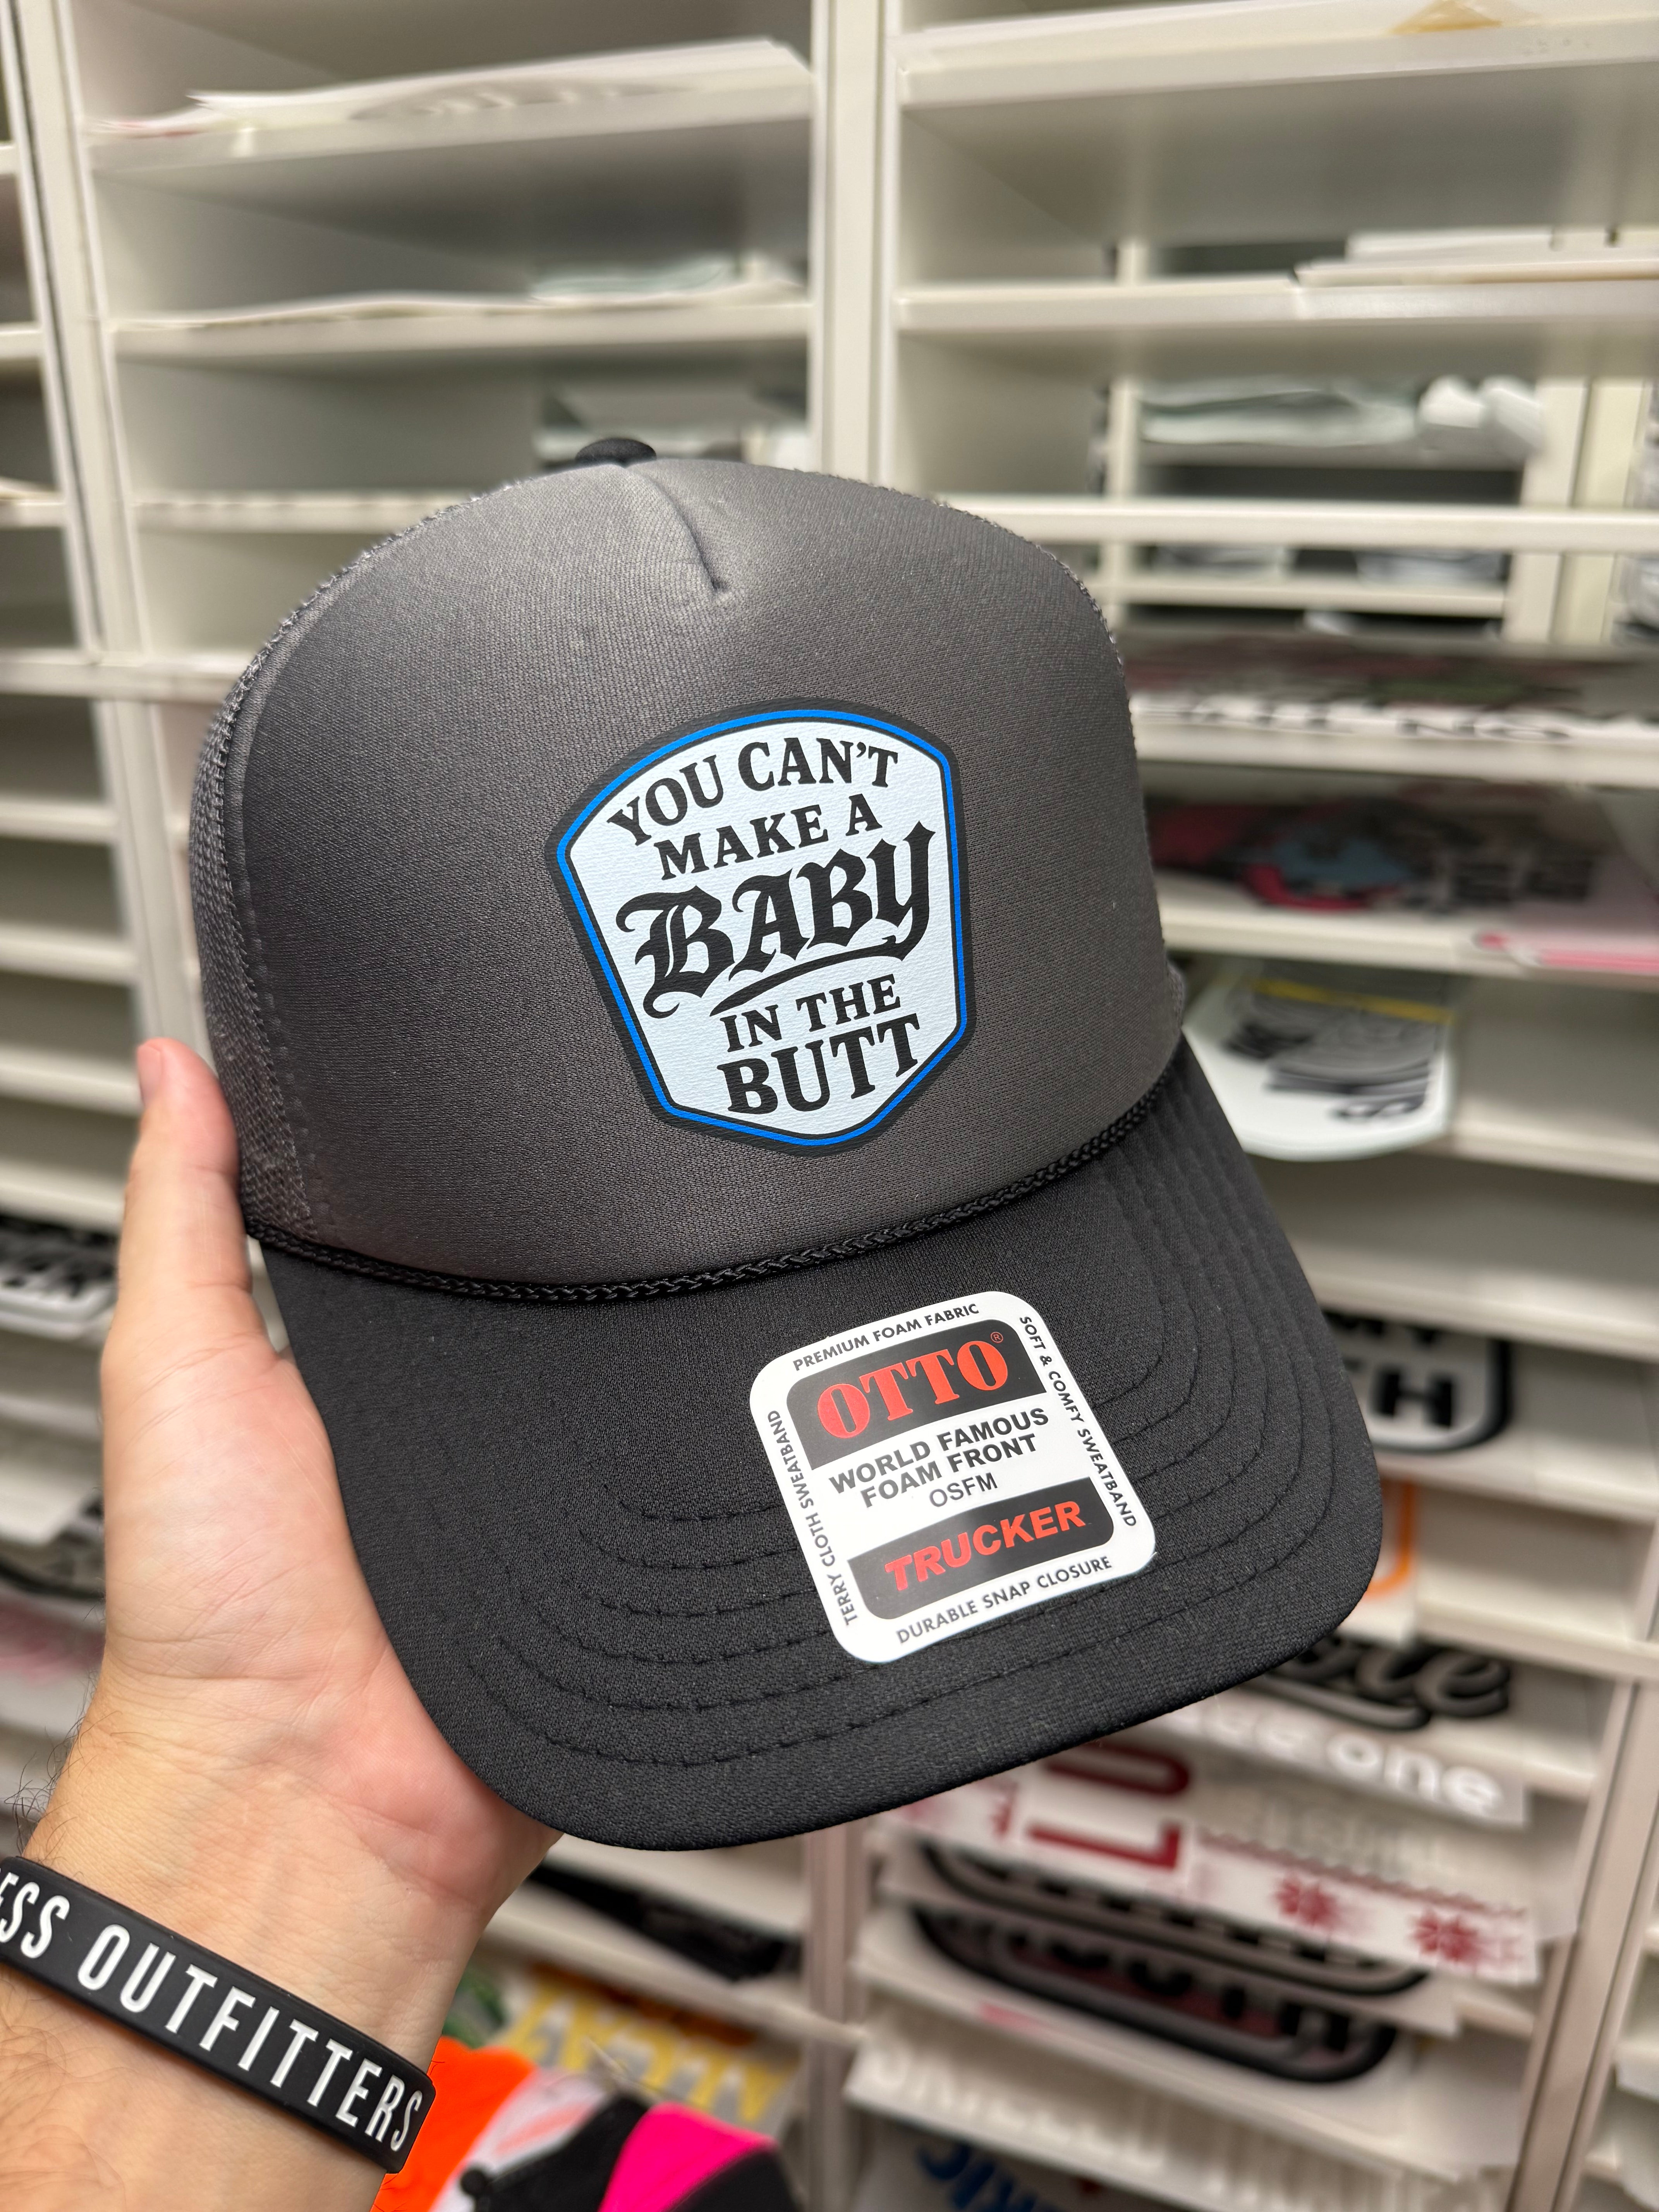 YOU CAN'T
MAKE A
BABY
IN THE
BUTT
PREMIUM FOAM FABRIC
SOFT & COMFY SWEATBAND
TERRY CLOTH SWEATBAND
OTTO®
WORLD FAMOUS
FOAM FRONT
OSFM
TRUCKER
DURABLE SNAP CLOSURE
OUTFITTERS
one